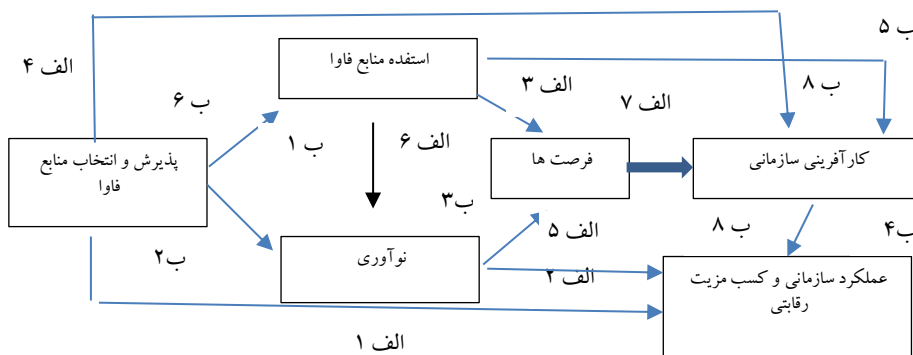 ب ۵
الف ۴
استفده منابع فاوا
الف ۳
ب ۸
الف ۷
ب ۶
ب ۱
الف ۶
پذیرش و انتخاب منابع
فاوا
فرصت ها
کارآفرینی سازمانی
ب۳
الف ۵
ب ۸
ب۴
ب۲
نوآوری
الف ۲
عملکرد سازمانی و کسب مزیت
رقابتی
الف ۱